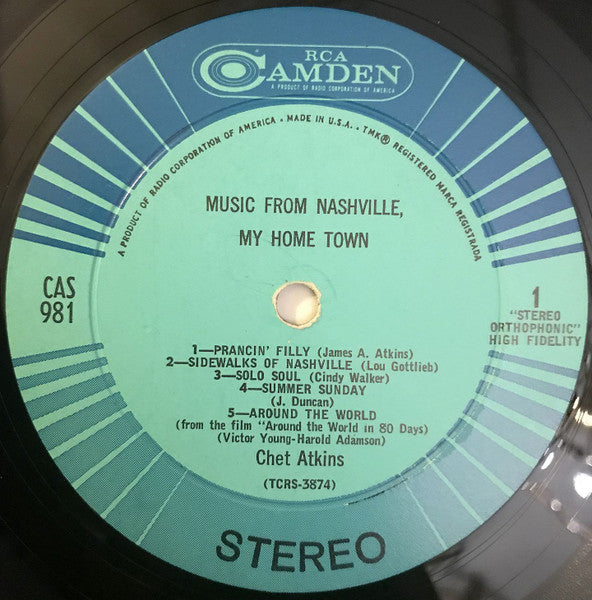 RCA
CAMDEN
A PRODUCT OF RADIO CORPORATION OF AMERICA
A PRODUCT OF RADIO CORPORATION OF AMERICA • MADE IN U.S.A. • TMK® REGISTERED MARCA REGISTRADA
MUSIC FROM NASHVILLE,
MY HOME TOWN
CAS
981
1
"STEREO
ORTHOPHONIC"
HIGH FIDELITY
1—PRANCIN' FILLY (James A. Atkins)
2—SIDEWALKS OF NASHVILLE (Lou Gottlieb)
3—SOLO SOUL (Cindy Walker)
4—SUMMER SUNDAY
(J. Duncan)
5—AROUND THE WORLD
(from the film "Around the World in 80 Days)
(Victor Young-Harold Adamson)
Chet Atkins
(TCRS-3874)
STEREO